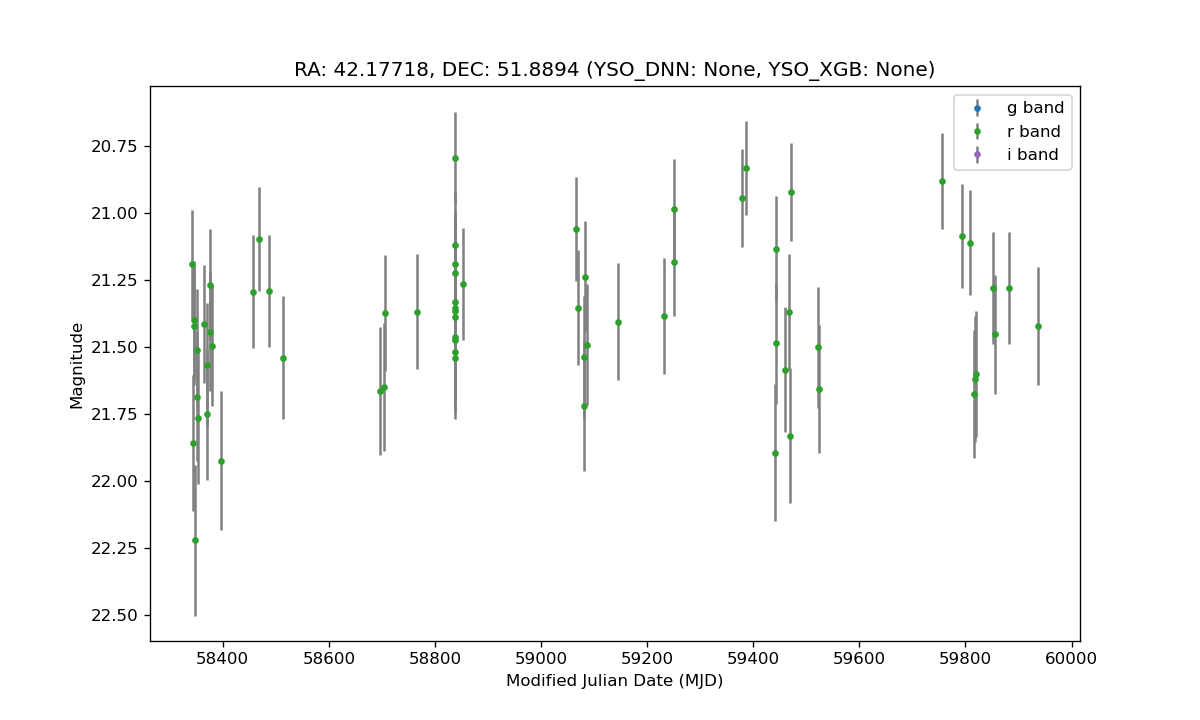 RA: 42.17718, DEC: 51.8894 (YSO_DNN: None, YSO_XGB: None)
g band
r band
i band
20.75
21.00
21.25
21.50
21.75
22.00
22.25
22.50
Magnitude
58400 58600 58800 59000 59200 59400 59600 59800 60000
Modified Julian Date (MJD)